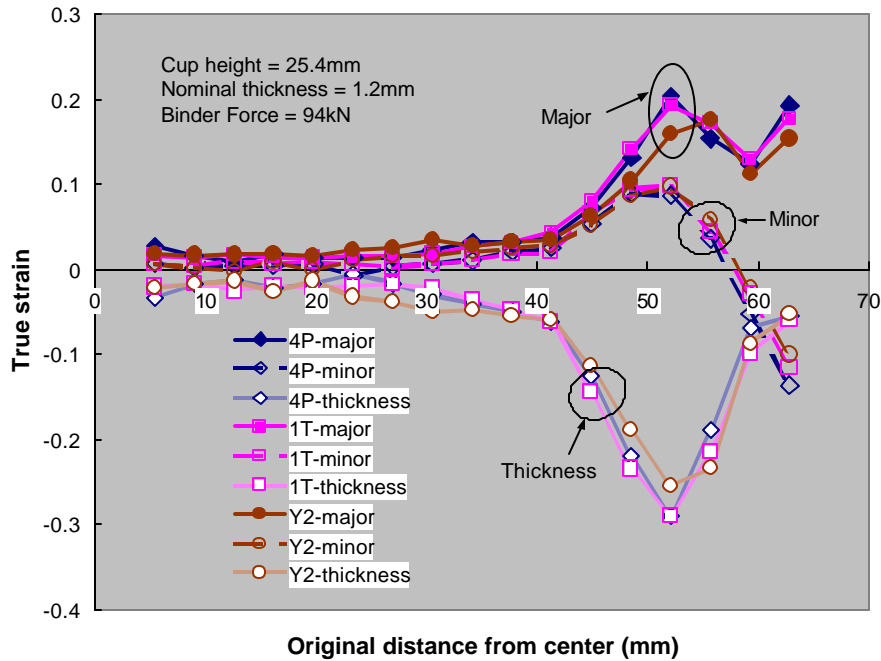 0.3
Cup height = 25.4mm
Nominal thickness = 1.2mm
Binder Force = 94kN
0.2
Major
0.1
Minor
0
0 10 20 30 40 50 60 70
True strain
-0.1
4P-major
4P-minor
4P-thickness
1T-major
1T-minor
1T-thickness
Y2-major
Y2-minor
Y2-thickness
-0.2
Thickness
-0.3
-0.4
Original distance from center (mm)